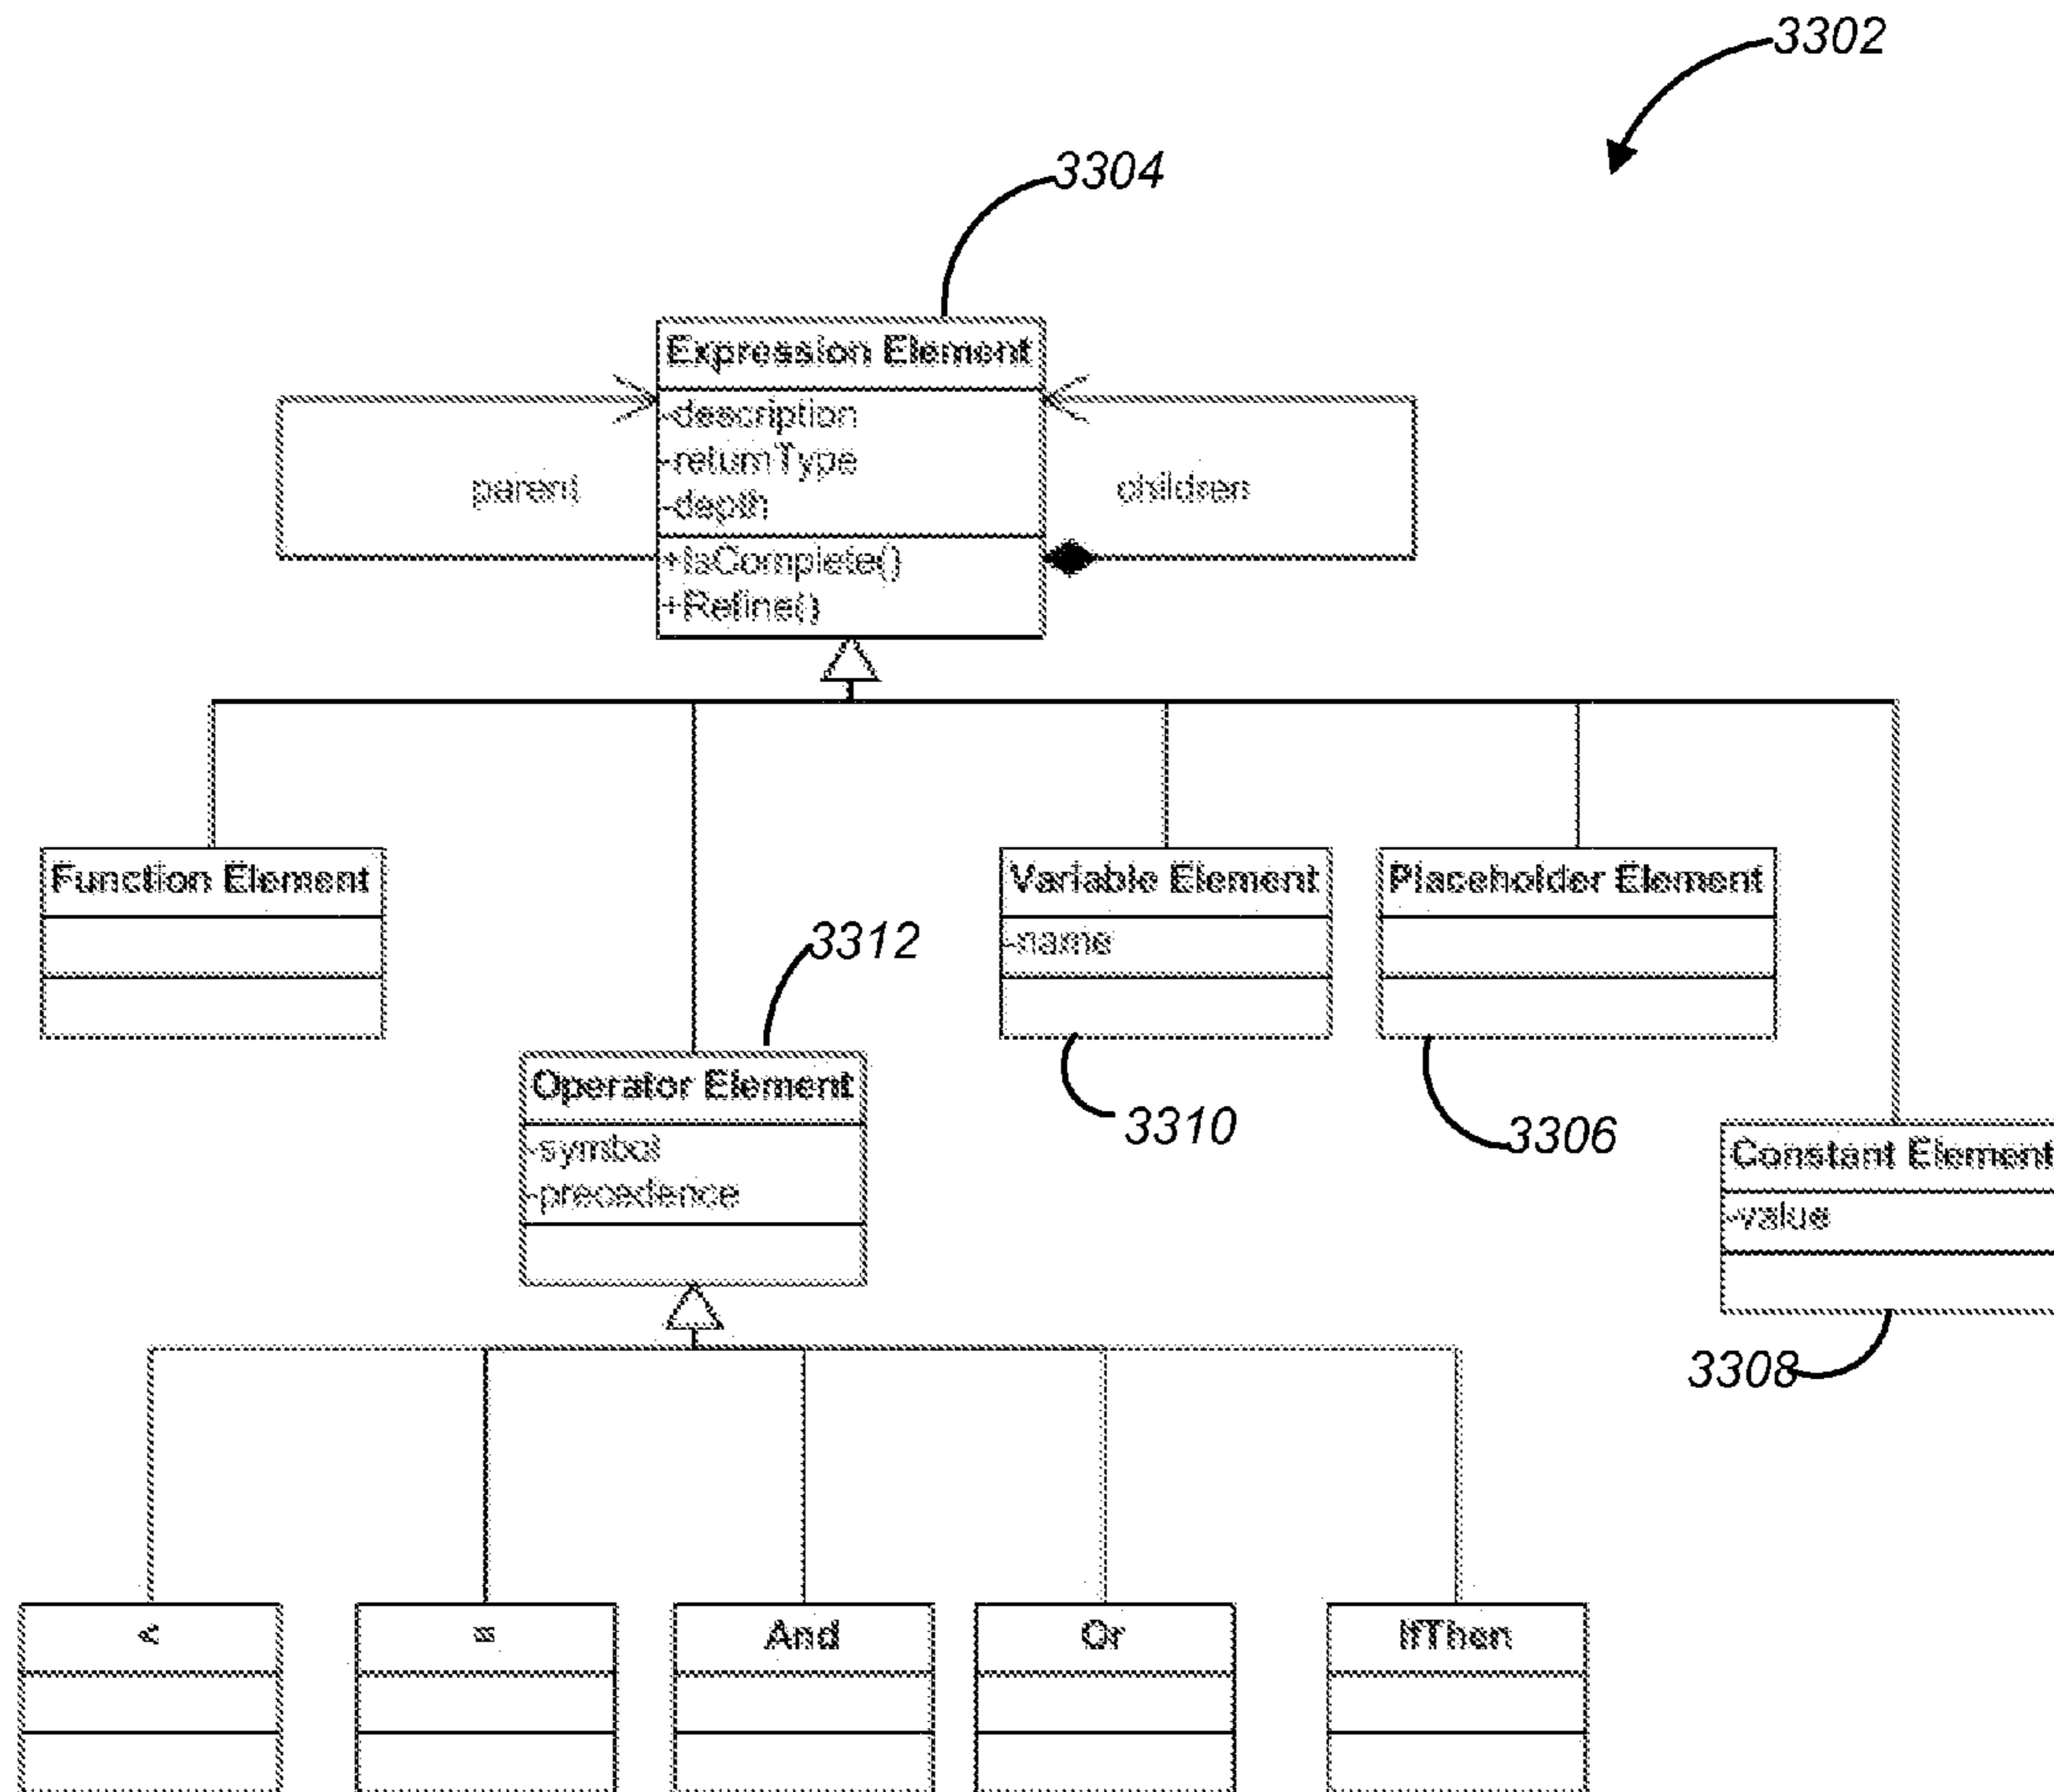 3302
3304
Expression Element
-description
-returnType
-depth
parent
children
+IsComplete()
+Refine()
Function Element
Variable Element
-name
Placeholder Element
3312
Operator Element
-symbol
-precedence
3310
3306
Constant Element
-value
3308
<
=
And
Or
IfThen